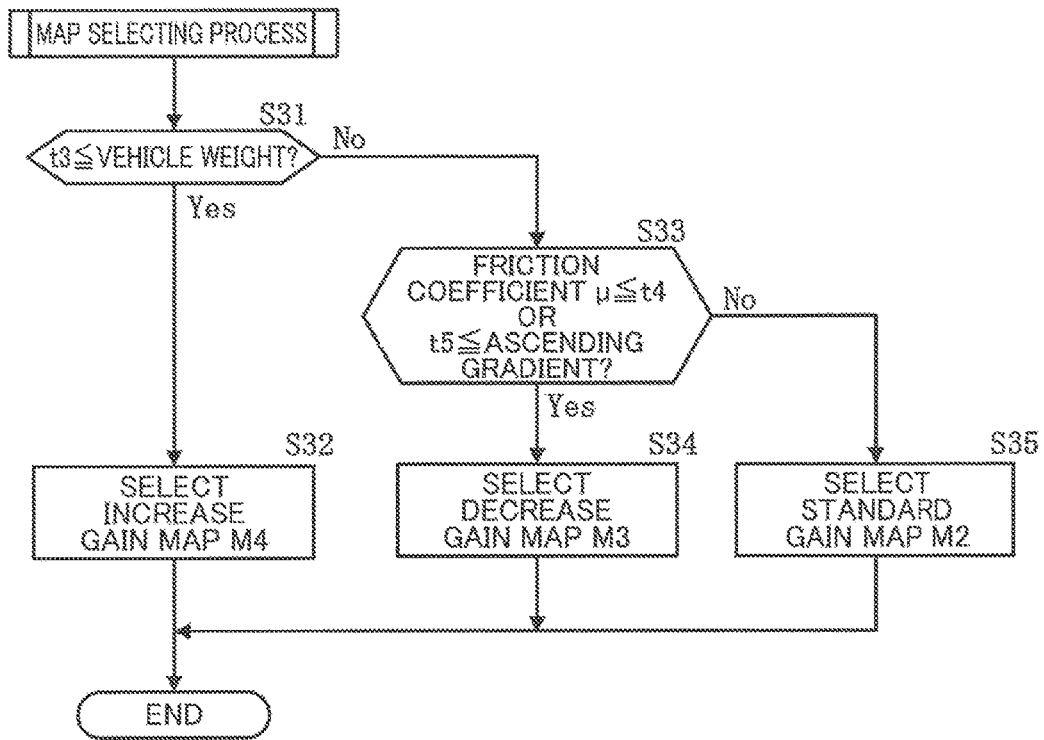 MAP SELECTING PROCESS
S31
t3≦VEHICLE WEIGHT?
No
Yes
S33
FRICTION
COEFFICIENT μ≦t4
OR
t5≦ASCENDING
GRADIENT?
No
Yes
S32
SELECT
INCREASE
GAIN MAP M4
S34
SELECT
DECREASE
GAIN MAP M3
S35
SELECT
STANDARD
GAIN MAP M2
END